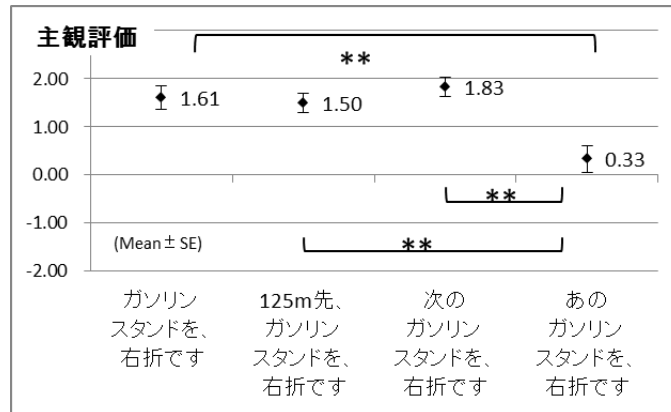 主観評価
**
2.00
1.61
1.50
1.83
1.00
0.33
0.00
**
-1.00
(Mean±SE)
**
-2.00
ガソリン
スタンドを、
右折です
125m先、
ガソリン
スタンドを、
右折です
次の
ガソリン
スタンドを、
右折です
あの
ガソリン
スタンドを、
右折です